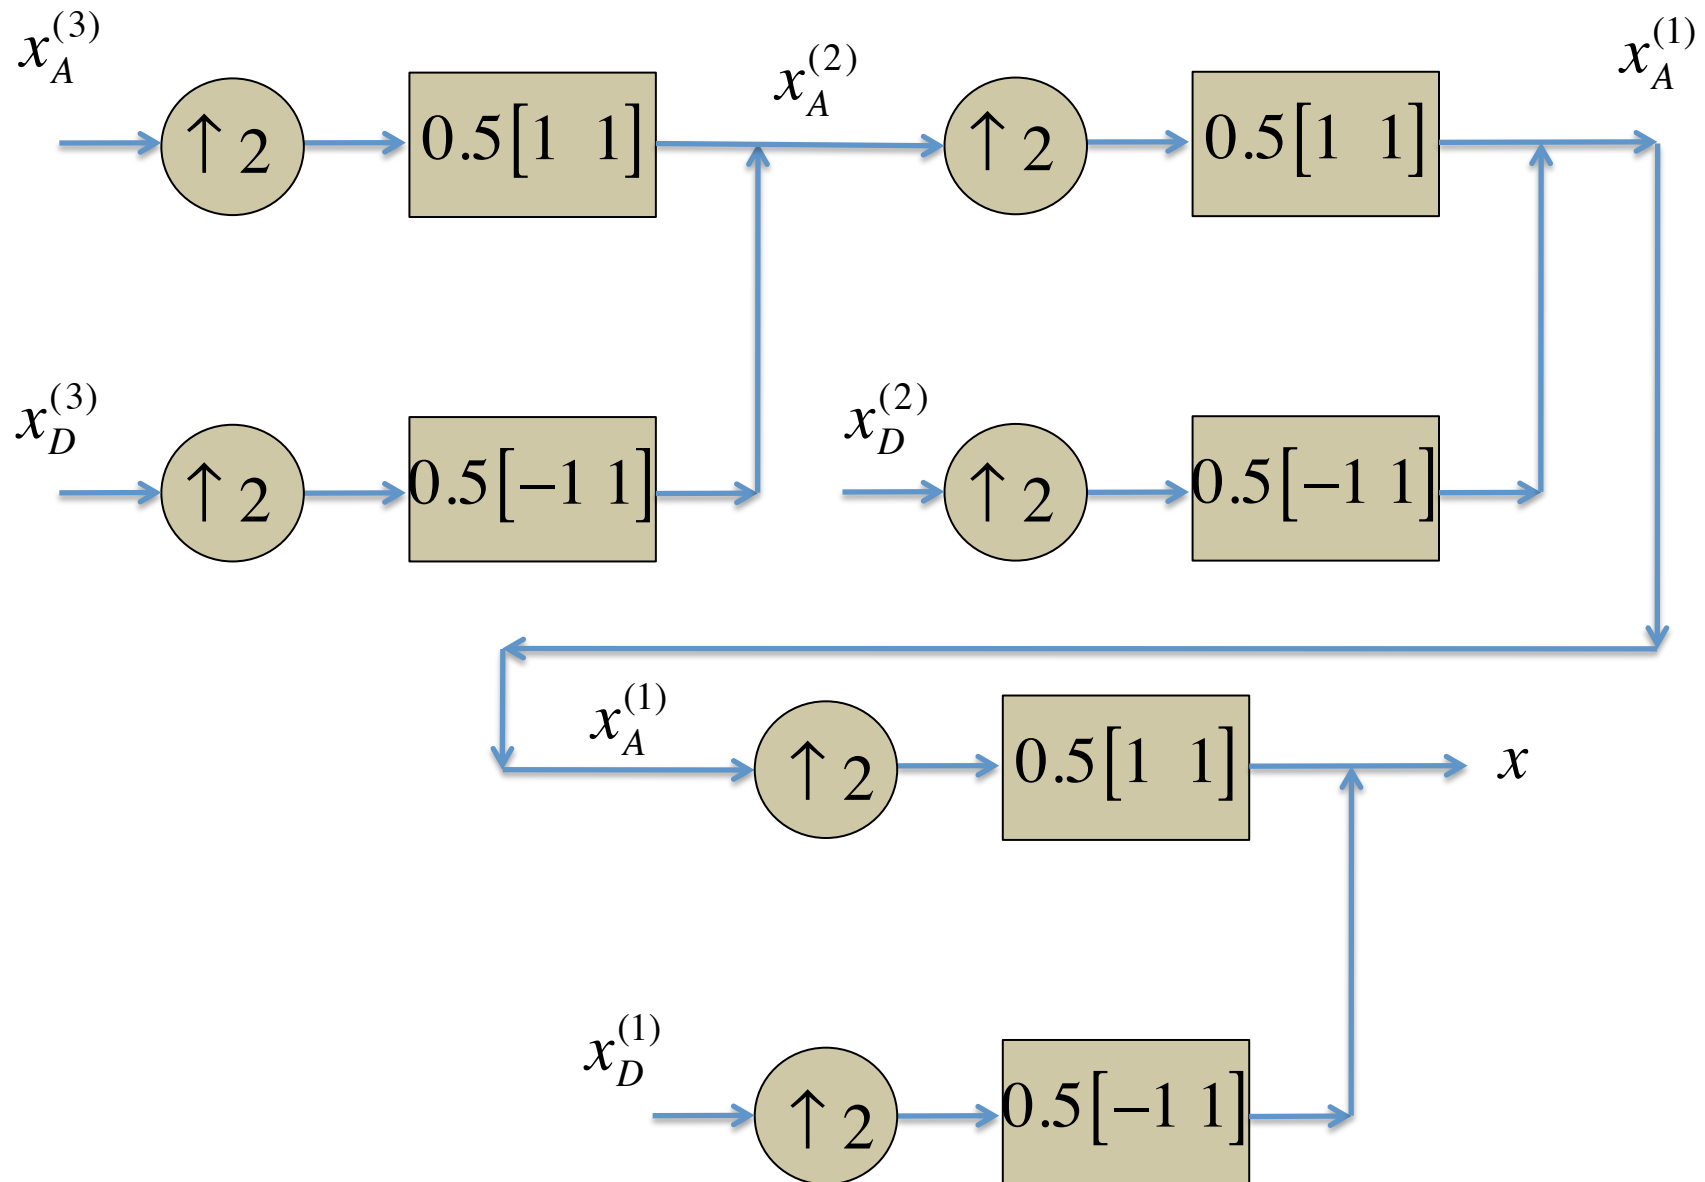 x_A^(3) ↑2 0.5[1 1] x_A^(2) ↑2 0.5[1 1] x_A^(1)
x_D^(3) ↑2 0.5[−1 1] x_D^(2) ↑2 0.5[−1 1]
x_A^(1) ↑2 0.5[1 1] x
x_D^(1) ↑2 0.5[−1 1]